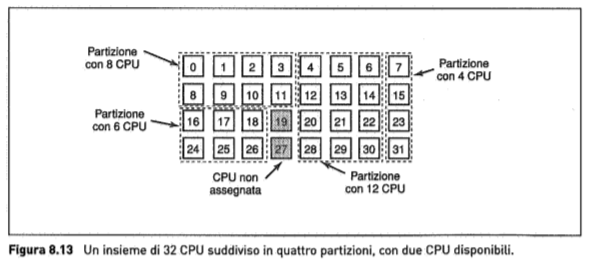 Partizione
con 8 CPU
0 1 2 3 4 5 6 7
Partizione
con 4 CPU
8 9 10 11 12 13 14 15
Partizione
con 6 CPU
16 17 18 19 20 21 22 23
24 25 26 27 28 29 30 31
CPU non
assegnata
Partizione
con 12 CPU
Figura 8.13 Un insieme di 32 CPU suddiviso in quattro partizioni, con due CPU disponibili.